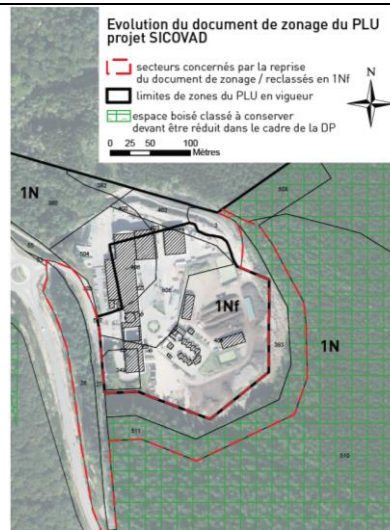 Evolution du document de zonage du PLU
projet SICOVAD
secteurs concernés par la reprise
du document de zonage / reclassés en 1Nf
limites de zones du PLU en vigueur
espace boisé classé à conserver
devant être réduit dans le cadre de la DP
N
0 25 50 100
Mètres
1N
1Nf
1N
511
510